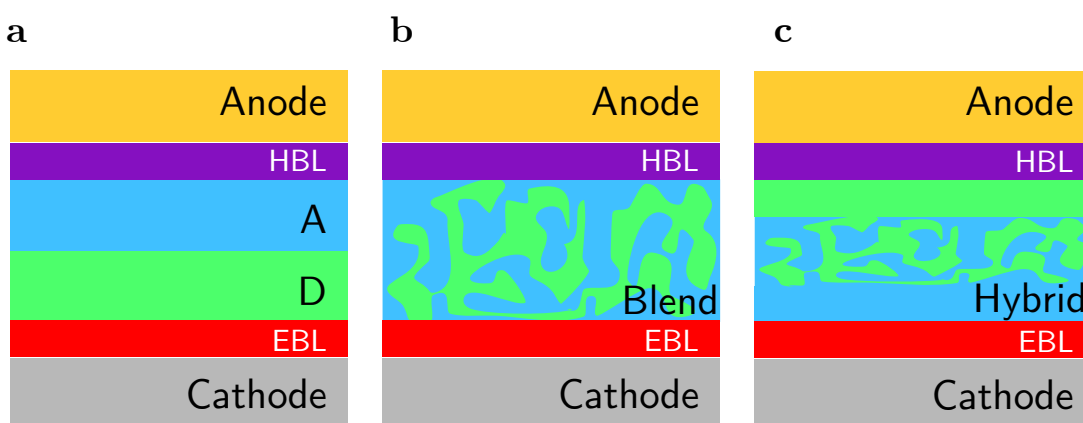 a
b
c
Anode
HBL
A
D
EBL
Cathode
Anode
HBL
Blend
EBL
Cathode
Anode
HBL
Hybrid
EBL
Cathode